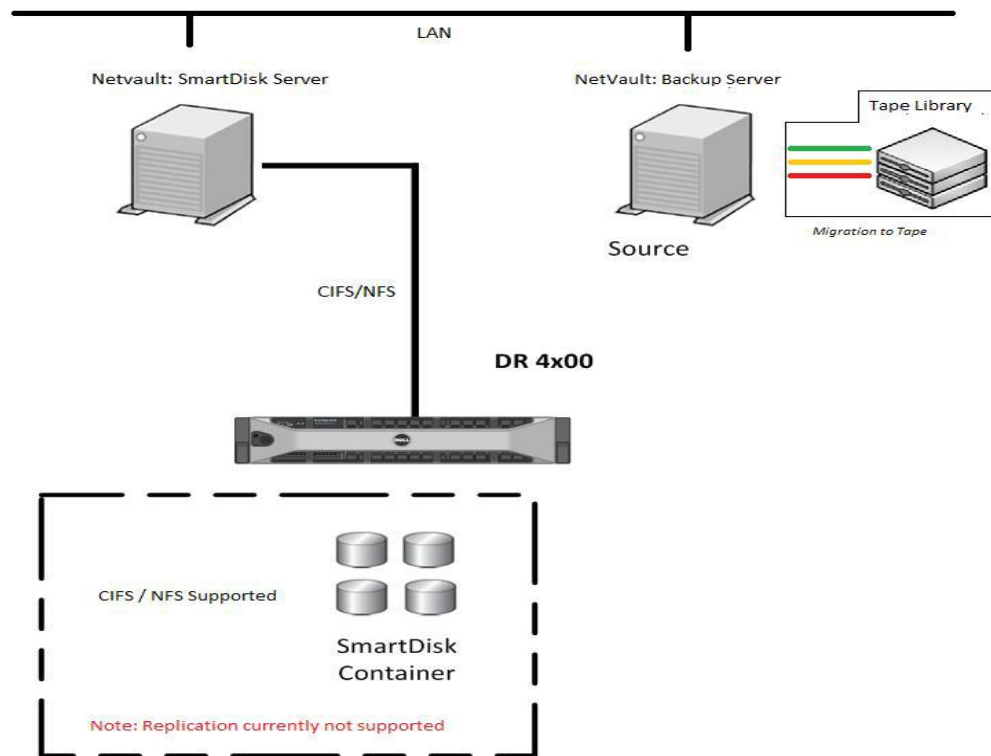 LAN
Netvault: SmartDisk Server
NetVault: Backup Server
Tape Library
Source
Migration to Tape
CIFS/NFS
DR 4x00
DELL
CIFS / NFS Supported
SmartDisk
Container
Note: Replication currently not supported